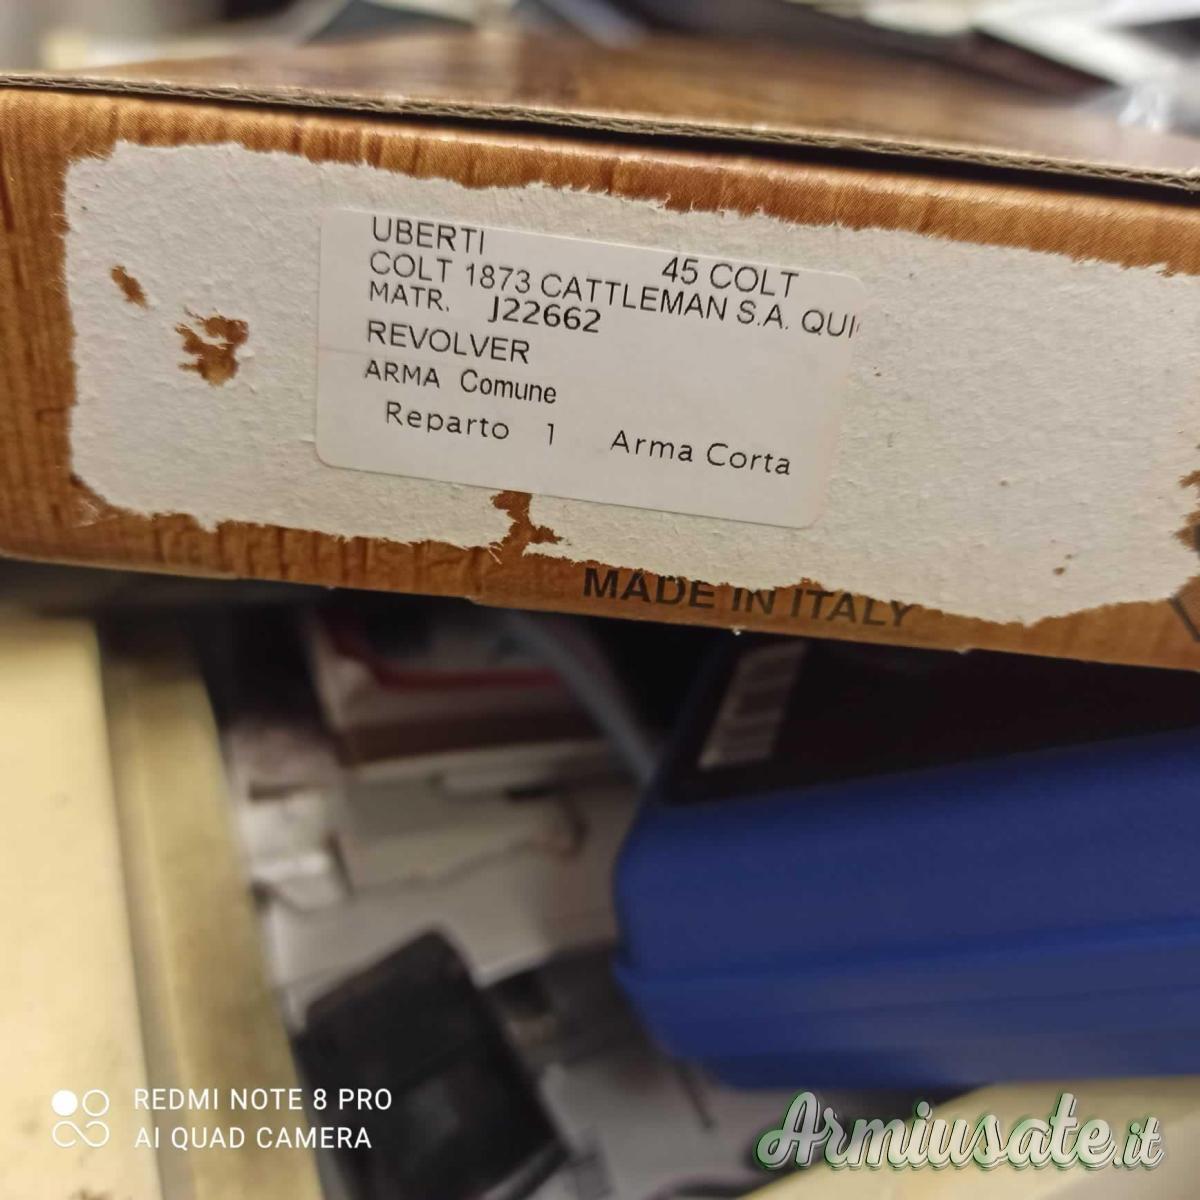 UBERTI
45 COLT
COLT 1873 CATTLEMAN S.A. QUI
MATR. J22662
REVOLVER
ARMA Comune
Reparto 1 Arma Corta
MADE IN ITALY
REDMI NOTE 8 PRO
AI QUAD CAMERA
Armiusate.it